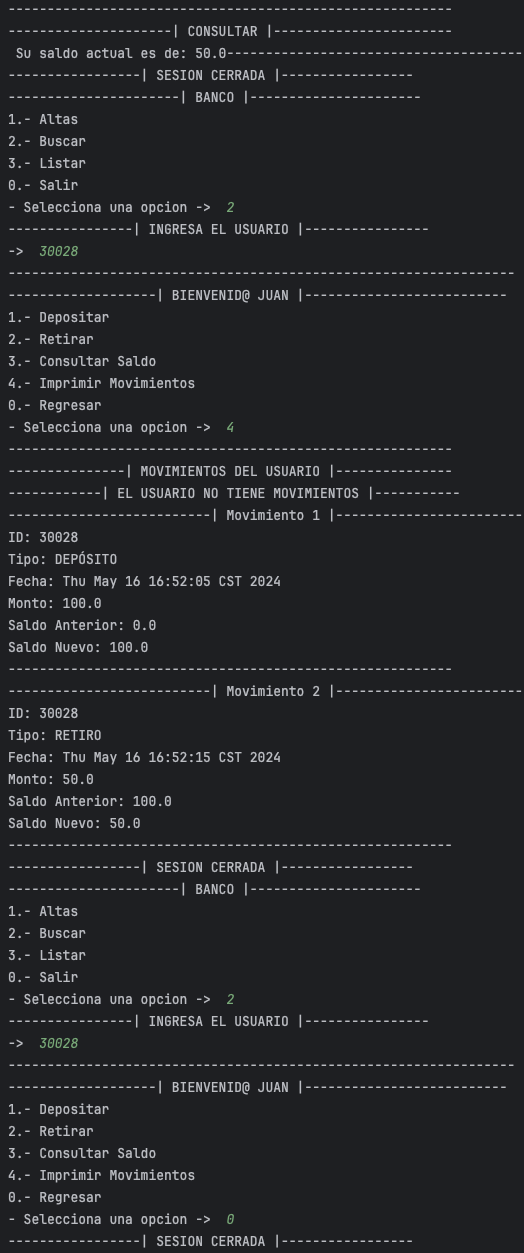 ---------------------------------------------------------
---------------------| CONSULTAR |-----------------------
 Su saldo actual es de: 50.0--------------------------------------
-----------------| SESION CERRADA |-----------------
----------------------| BANCO |----------------------
1.- Altas
2.- Buscar
3.- Listar
0.- Salir
- Selecciona una opcion ->  2
----------------| INGRESA EL USUARIO |----------------
->  30028
-----------------------------------------------------------------
-------------------| BIENVENID@ JUAN |--------------------------
1.- Depositar
2.- Retirar
3.- Consultar Saldo
4.- Imprimir Movimientos
0.- Regresar
- Selecciona una opcion ->  4
---------------------------------------------------------
---------------| MOVIMIENTOS DEL USUARIO |---------------
------------| EL USUARIO NO TIENE MOVIMIENTOS |-----------
--------------------------| Movimiento 1 |------------------------
ID: 30028
Tipo: DEPÓSITO
Fecha: Thu May 16 16:52:05 CST 2024
Monto: 100.0
Saldo Anterior: 0.0
Saldo Nuevo: 100.0
---------------------------------------------------------
--------------------------| Movimiento 2 |------------------------
ID: 30028
Tipo: RETIRO
Fecha: Thu May 16 16:52:15 CST 2024
Monto: 50.0
Saldo Anterior: 100.0
Saldo Nuevo: 50.0
---------------------------------------------------------
-----------------| SESION CERRADA |-----------------
----------------------| BANCO |----------------------
1.- Altas
2.- Buscar
3.- Listar
0.- Salir
- Selecciona una opcion ->  2
----------------| INGRESA EL USUARIO |----------------
->  30028
-----------------------------------------------------------------
-------------------| BIENVENID@ JUAN |--------------------------
1.- Depositar
2.- Retirar
3.- Consultar Saldo
4.- Imprimir Movimientos
0.- Regresar
- Selecciona una opcion ->  0
-----------------| SESION CERRADA |-----------------